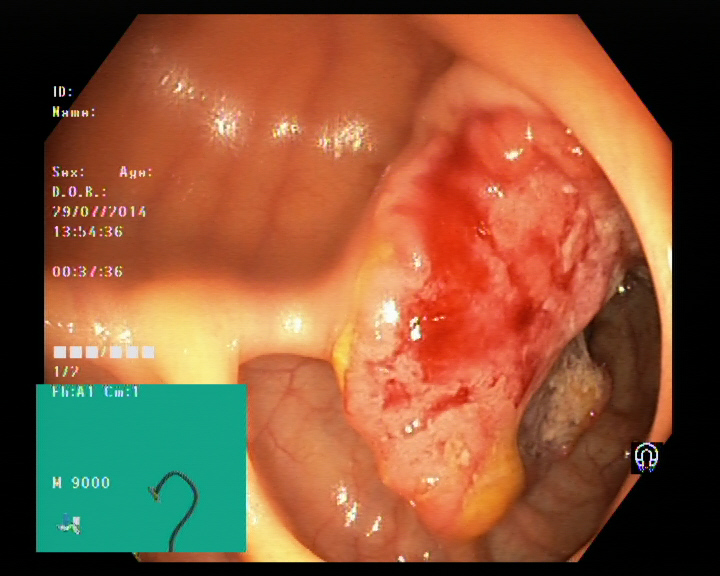 ID:
Name:
Sex: Age:
D.O.B.:
29/07/2014
13:54:36
00:37:36
1/2
Fh:A1 Cm:1
M 9000